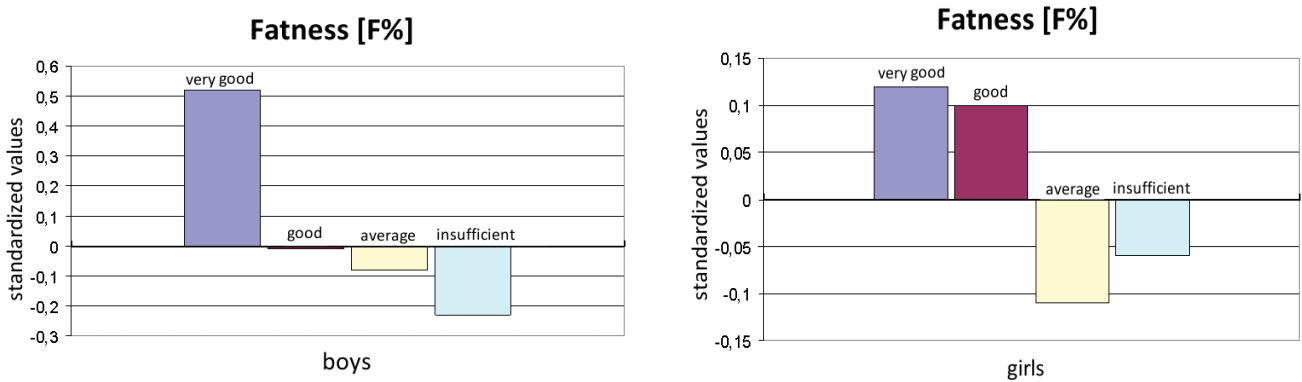 Fatness [F%]
standardized values
0,6
0,5
0,4
0,3
0,2
0,1
0
-0,1
-0,2
-0,3
very good
good
average
insufficient
boys
Fatness [F%]
standardized values
0,15
0,1
0,05
0
-0,05
-0,1
-0,15
very good
good
average
insufficient
girls